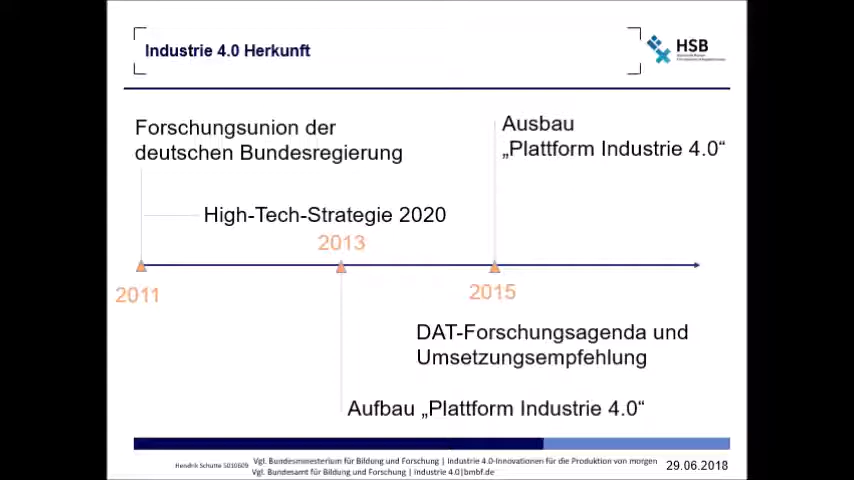 Industrie 4.0 Herkunft
HSB
Forschungsunion der
deutschen Bundesregierung
Ausbau
„Plattform Industrie 4.0“
High-Tech-Strategie 2020
2013
2011
2015
DAT-Forschungsagenda und
Umsetzungsempfehlung
Aufbau „Plattform Industrie 4.0“
Hendrik Schütte 5010609
Vgl. Bundesministerium für Bildung und Forschung | Industrie 4.0-Innovationen für die Produktion von morgen
Vgl. Bundesamt für Bildung und Forschung | Industrie 4.0|bmbf.de
29.06.2018